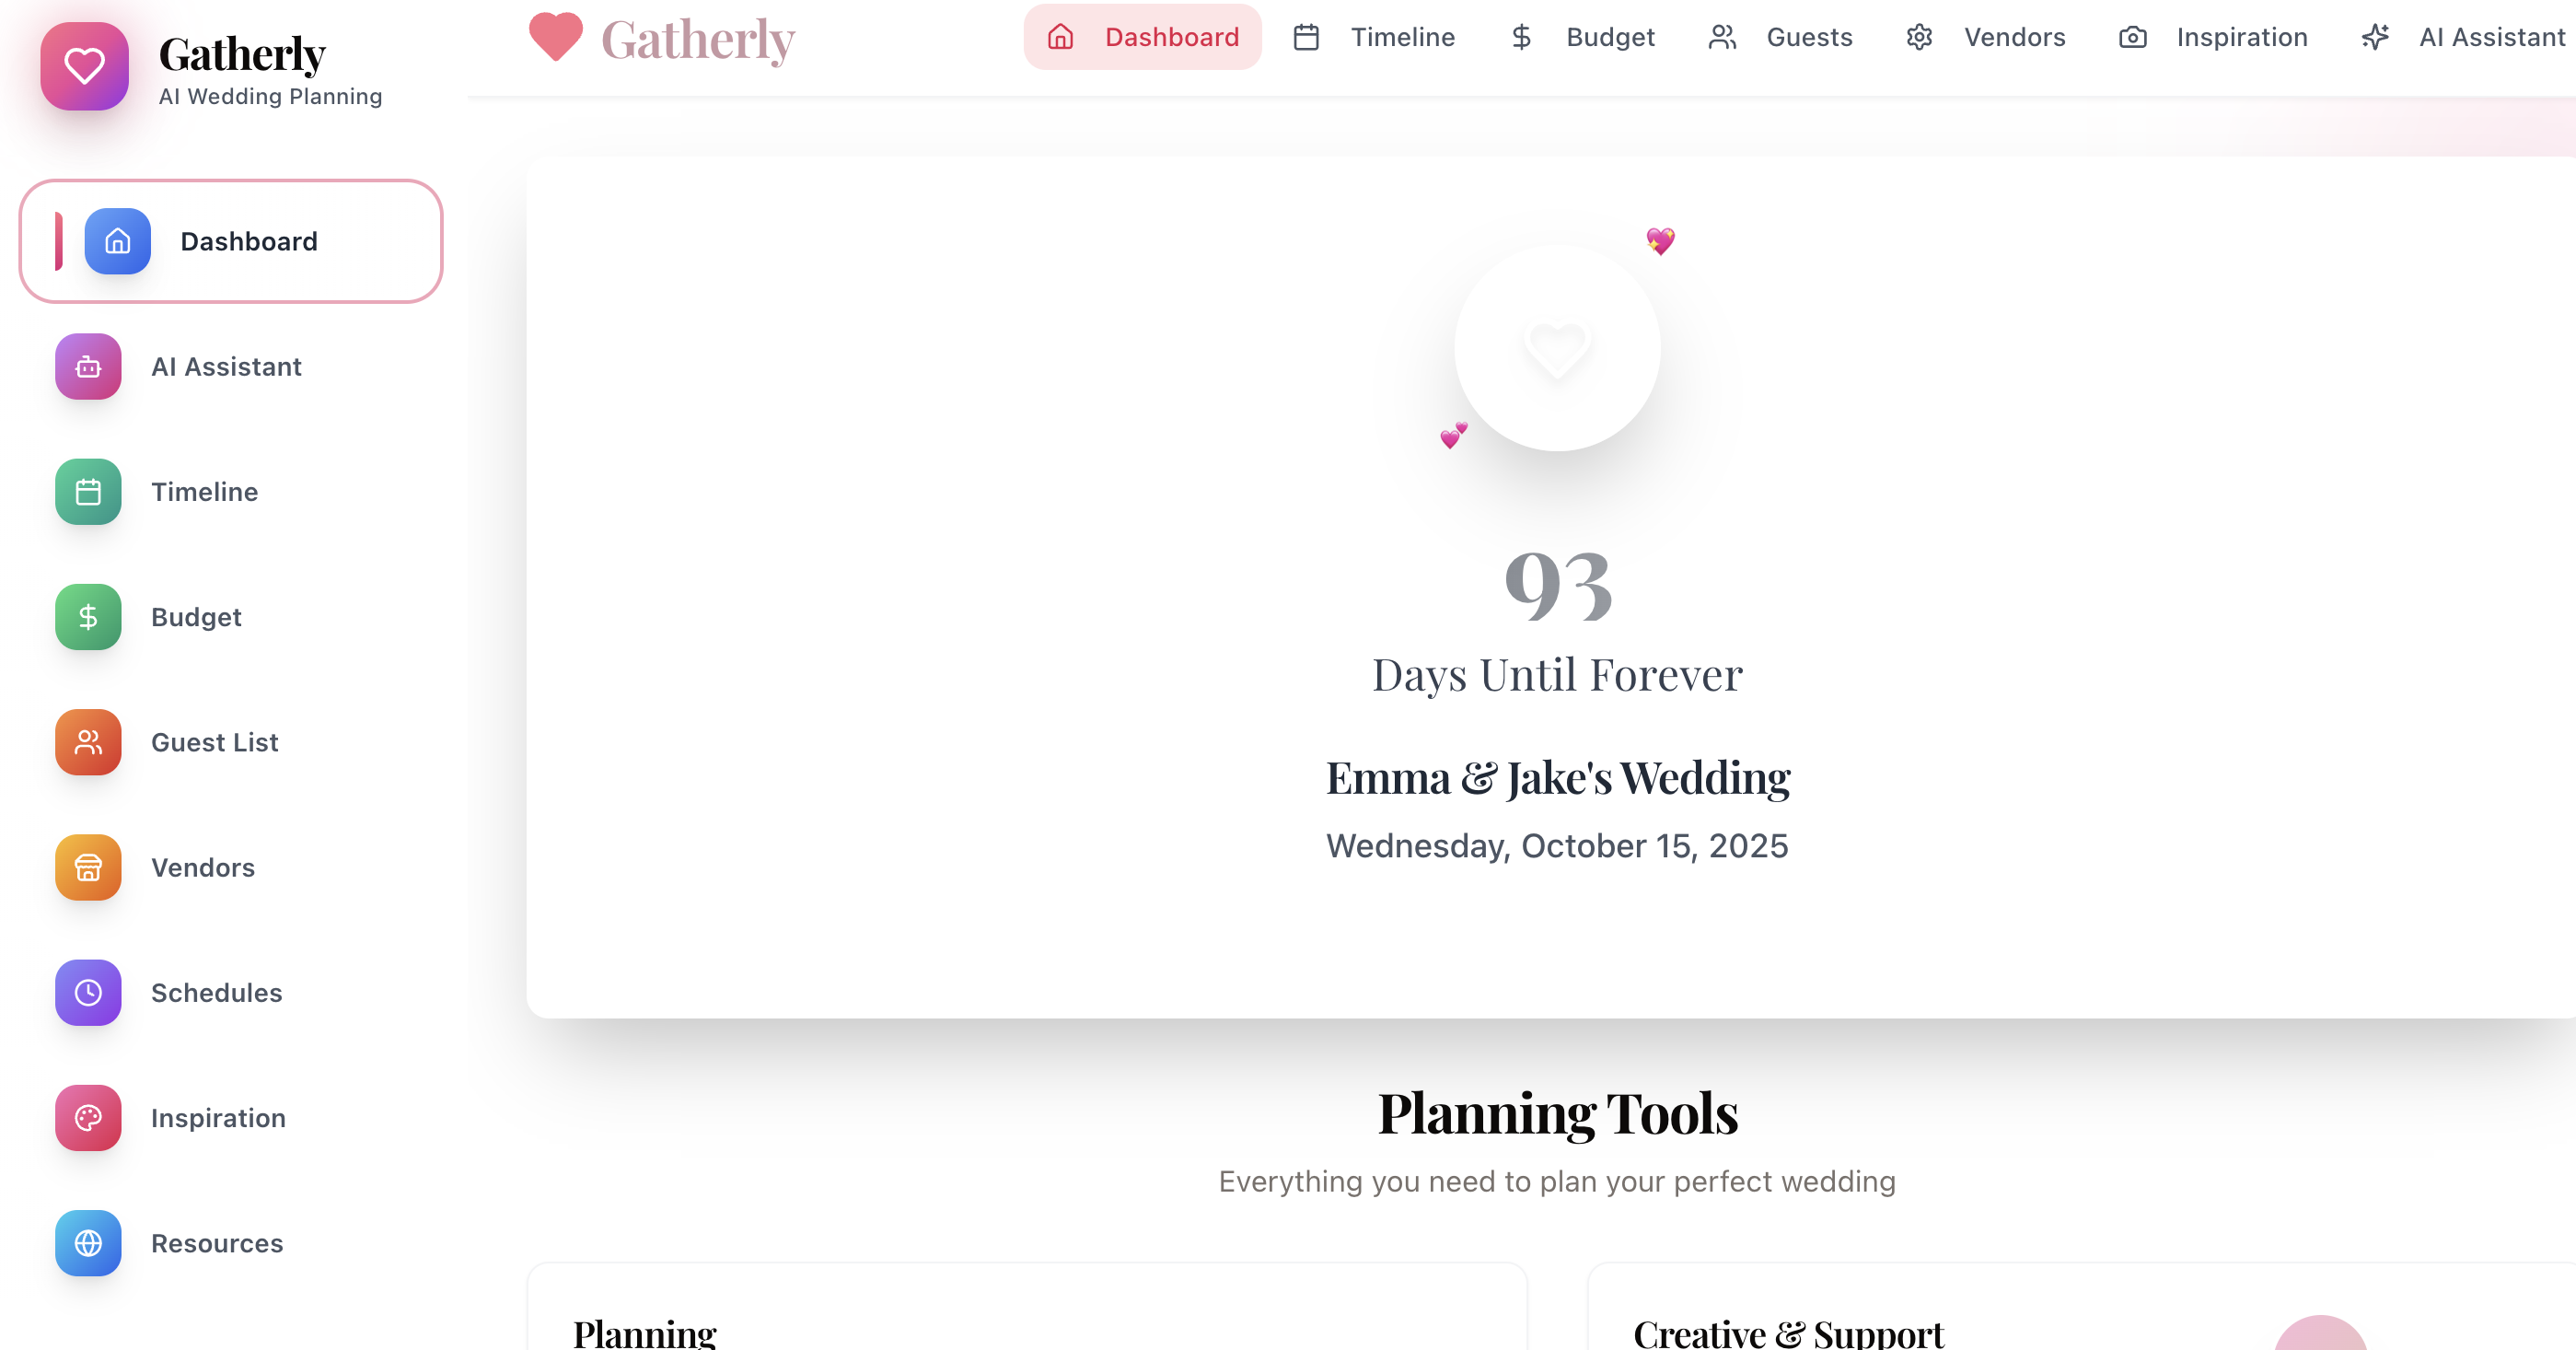 Gatherly
AI Wedding Planning
Dashboard
AI Assistant
Timeline
Budget
Guest List
Vendors
Schedules
Inspiration
Resources
Gatherly
Dashboard Timeline Budget Guests Vendors Inspiration AI Assistant
93
Days Until Forever
Emma & Jake's Wedding
Wednesday, October 15, 2025
Planning Tools
Everything you need to plan your perfect wedding
Planning
Creative & Support